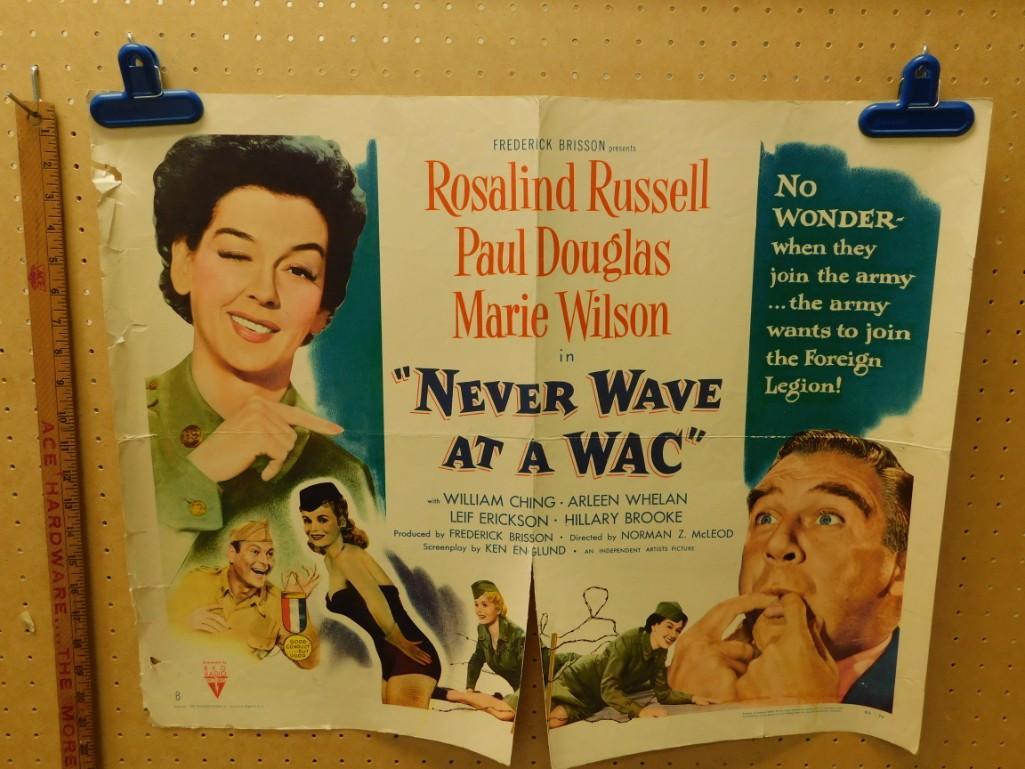 FREDERICK BRISSON presents
Rosalind Russell
Paul Douglas
Marie Wilson
in
"NEVER WAVE
AT A WAC"
with WILLIAM CHING · ARLEEN WHELAN
LEIF ERICKSON · HILLARY BROOKE
Produced by FREDERICK BRISSON · Directed by NORMAN Z. McLEOD
Screenplay by KEN ENGLUND · AN INDEPENDENT ARTISTS PICTURE
No
WONDER-
when they
join the army
...the army
wants to join
the Foreign
Legion!
GOOD
CONDUCT
RKO
RADIO
B
ACE HARDWARE....THE MORE